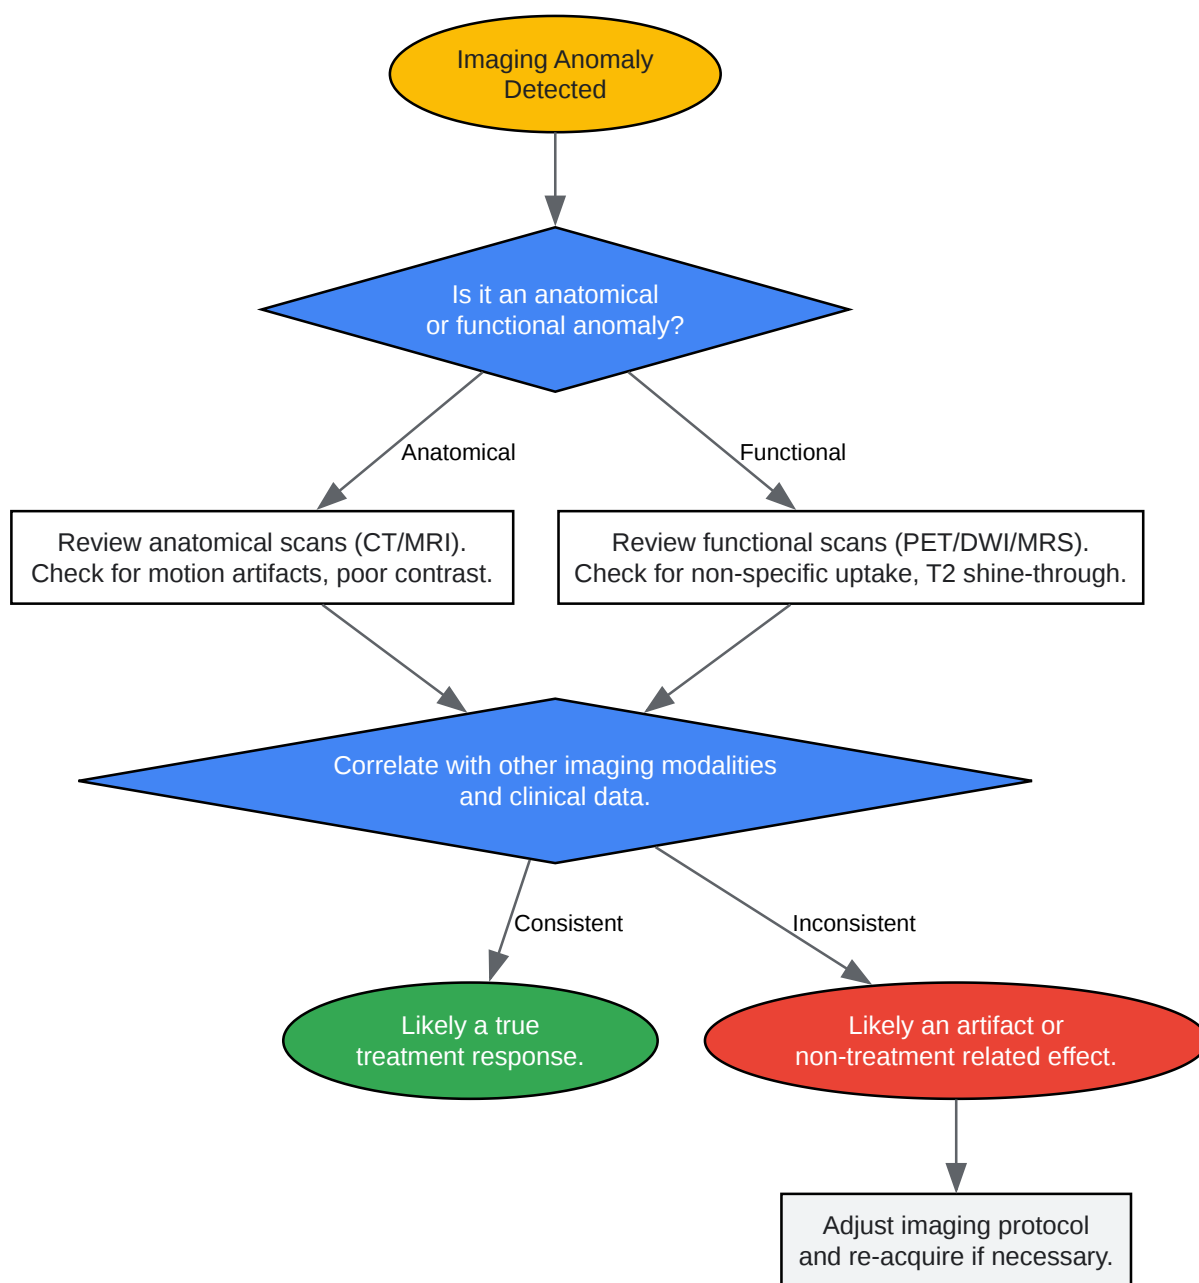 Imaging Anomaly
Detected
Is it an anatomical
or functional anomaly?
Anatomical
Functional
Review anatomical scans (CT/MRI).
Check for motion artifacts, poor contrast.
Review functional scans (PET/DWI/MRS).
Check for non-specific uptake, T2 shine-through.
Correlate with other imaging modalities
and clinical data.
Consistent
Inconsistent
Likely a true
treatment response.
Likely an artifact or
non-treatment related effect.
Adjust imaging protocol
and re-acquire if necessary.